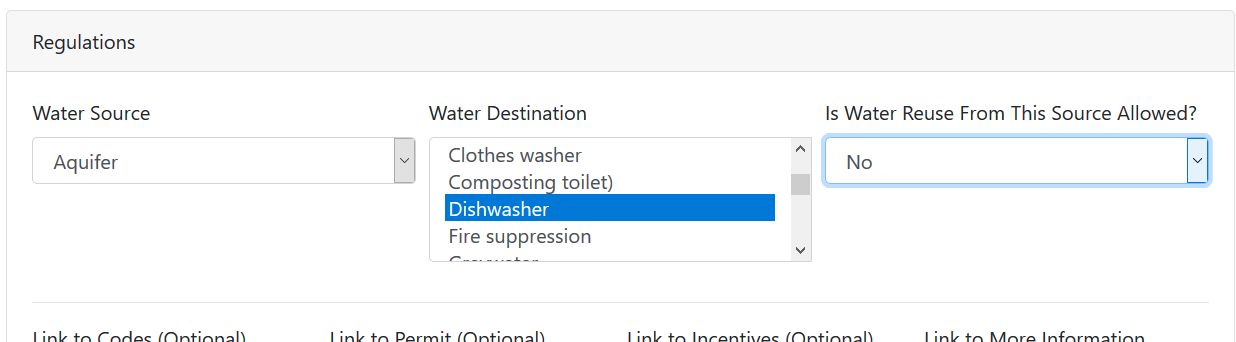 Regulations
Water Source
Water Destination
Is Water Reuse From This Source Allowed?
Aquifer
Clothes washer
Composting toilet)
Dishwasher
Fire suppression
No
Link to Codes (Optional)
Link to Permit (Optional)
Link to Incentives (Optional)
Link to More Information